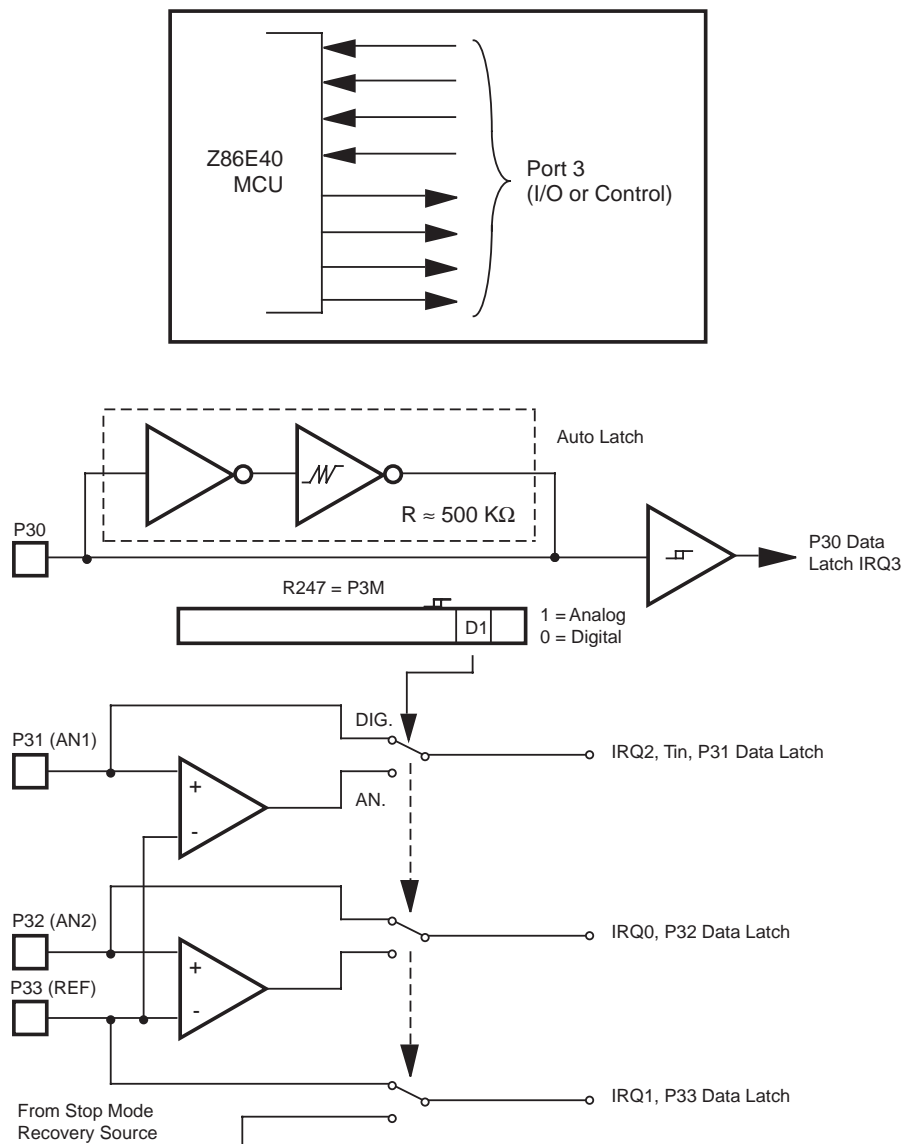 Z86E40
MCU
Port 3
(I/O or Control)
Auto Latch
R ≈ 500 KΩ
P30
P30 Data
Latch IRQ3
R247 = P3M
D1
1 = Analog
0 = Digital
DIG.
P31 (AN1)
IRQ2, Tin, P31 Data Latch
+
AN.
-
P32 (AN2)
IRQ0, P32 Data Latch
+
P33 (REF)
-
IRQ1, P33 Data Latch
From Stop Mode
Recovery Source